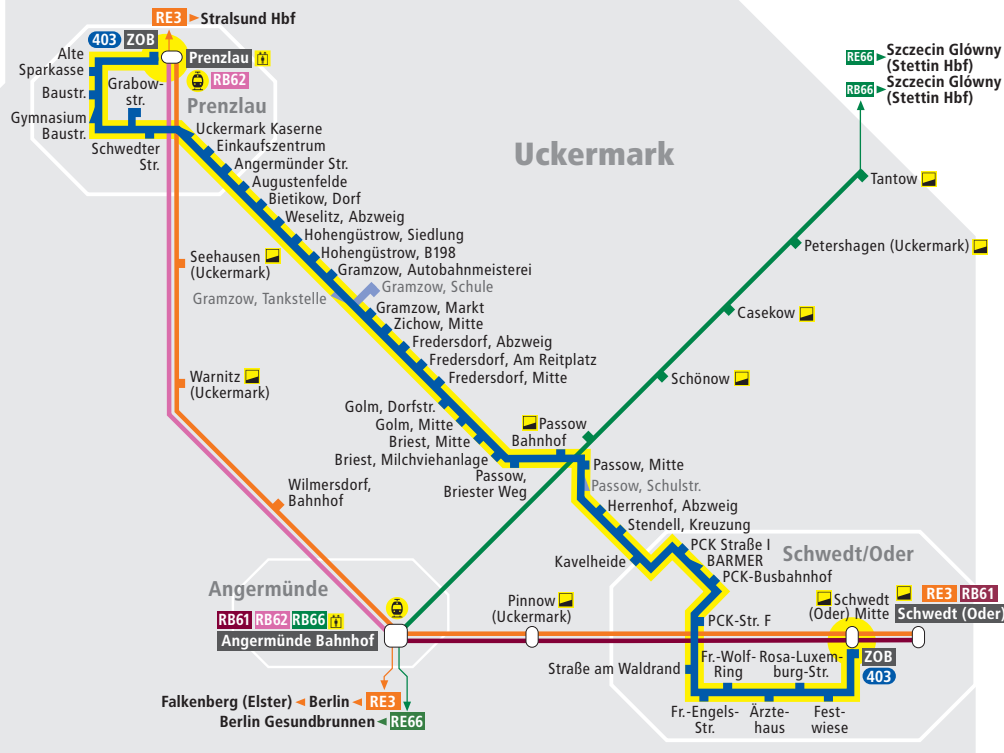 RE3 Stralsund Hbf
403 ZOB
Prenzlau
RB62
Prenzlau
Alte
Sparkasse
Baustr.
Gymnasium
Baustr.
Grabow-
str.
Schwedter
Str.
Uckermark Kaserne
Einkaufszentrum
Angermünder Str.
Augustenfelde
Bietikow, Dorf
Weselitz, Abzweig
Hohengüstrow, Siedlung
Hohengüstrow, B198
Gramzow, Autobahnmeisterei
Gramzow, Schule
Gramzow, Tankstelle
Gramzow, Markt
Zichow, Mitte
Fredersdorf, Abzweig
Fredersdorf, Am Reitplatz
Fredersdorf, Mitte
Golm, Dorfstr.
Golm, Mitte
Briest, Mitte
Briest, Milchviehanlage
Passow,
Briester Weg
Passow
Bahnhof
Passow, Mitte
Passow, Schulstr.
Herrenhof, Abzweig
Stendell, Kreuzung
Kavelheide
PCK Straße I
BARMER
PCK-Busbahnhof
PCK-Str. F
Straße am Waldrand
Fr.-Engels-
Str.
Fr.-Wolf-
Ring
Ärzte-
haus
Rosa-Luxem-
burg-Str.
Fest-
wiese
ZOB
403
Schwedt/Oder
Schwedt
(Oder) Mitte
RE3 RB61
Schwedt (Oder)
Uckermark
RE66 Szczecin Glówny
(Stettin Hbf)
RB66 Szczecin Glówny
(Stettin Hbf)
Tantow
Petershagen (Uckermark)
Casekow
Schönow
Seehausen
(Uckermark)
Warnitz
(Uckermark)
Wilmersdorf,
Bahnhof
Angermünde
RB61 RB62 RB66
Angermünde Bahnhof
Pinnow
(Uckermark)
Falkenberg (Elster) Berlin RE3
Berlin Gesundbrunnen RE66